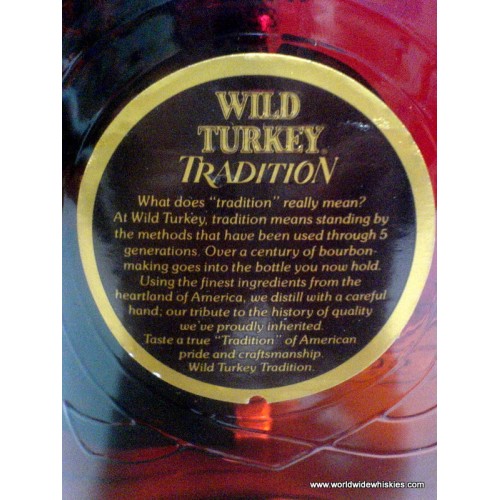 WILD
TURKEY®
TRADITION
What does "tradition" really mean?
At Wild Turkey, tradition means standing by
the methods that have been used through 5
generations. Over a century of bourbon-
making goes into the bottle you now hold.
Using the finest ingredients from the
heartland of America, we distill with a careful
hand; our tribute to the history of quality
we've proudly inherited.
Taste a true "Tradition" of American
pride and craftsmanship.
Wild Turkey Tradition.
www.worldwidewhiskies.com